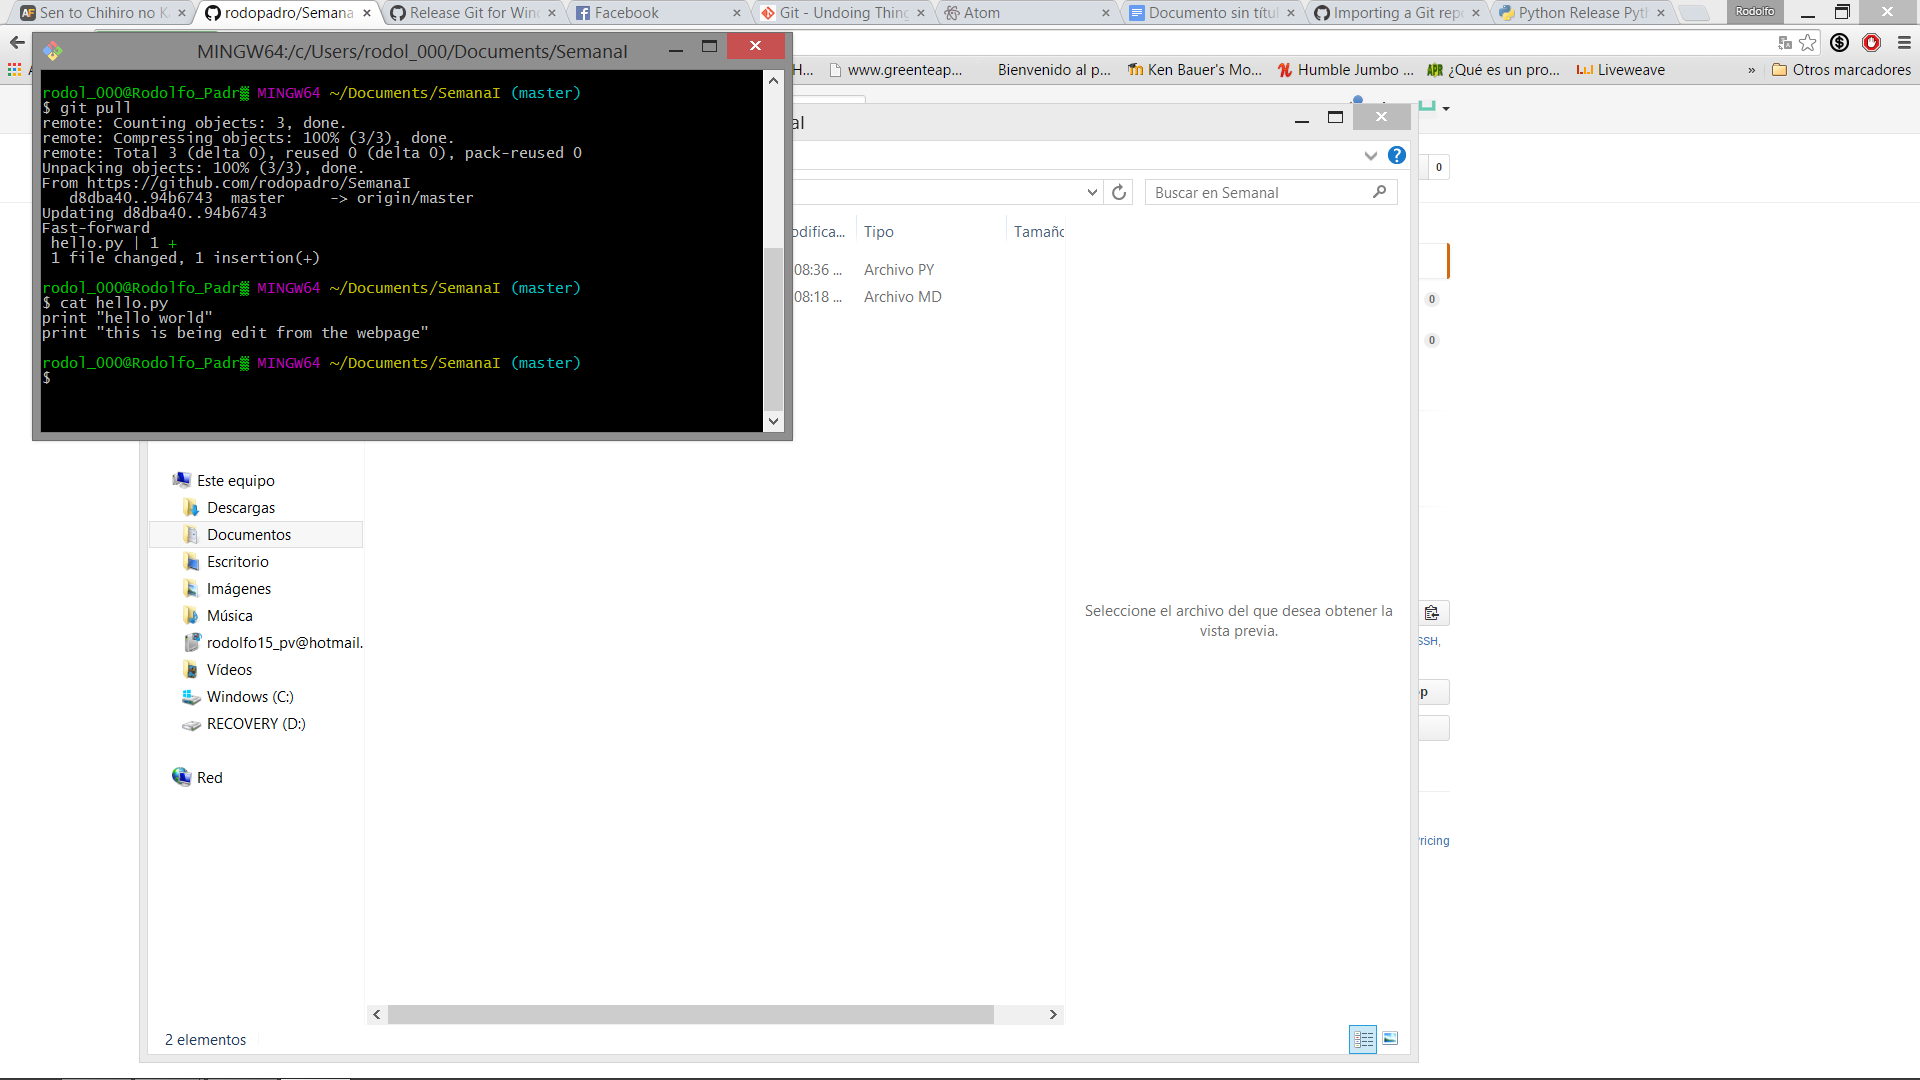 Sen to Chihiro no K
rodopadro/Semana
Release Git for Wind
Facebook
Git - Undoing Thing
Atom
Documento sin títul
Importing a Git repo
Python Release Pyth
Rodolfo
MINGW64:/c/Users/rodol_000/Documents/SemanaI
www.greenteap...
Bienvenido al p...
Ken Bauer's Mo...
Humble Jumbo ...
¿Qué es un pro...
Liveweave
»
Otros marcadores
rodol_000@Rodolfo_Padr▒ MINGW64 ~/Documents/SemanaI (master)
$ git pull
remote: Counting objects: 3, done.
remote: Compressing objects: 100% (3/3), done.
remote: Total 3 (delta 0), reused 0 (delta 0), pack-reused 0
Unpacking objects: 100% (3/3), done.
From https://github.com/rodopadro/SemanaI
d8dba40..94b6743 master -> origin/master
Updating d8dba40..94b6743
Fast-forward
hello.py | 1 +
1 file changed, 1 insertion(+)
rodol_000@Rodolfo_Padr▒ MINGW64 ~/Documents/SemanaI (master)
$ cat hello.py
print "hello world"
print "this is being edit from the webpage"
rodol_000@Rodolfo_Padr▒ MINGW64 ~/Documents/SemanaI (master)
$
Buscar en SemanaI
odifica...
Tipo
Tamaño
08:36 ...
Archivo PY
08:18 ...
Archivo MD
0
0
0
Este equipo
Descargas
Documentos
Escritorio
Imágenes
Música
rodolfo15_pv@hotmail.
Vídeos
Windows (C:)
RECOVERY (D:)
Red
Seleccione el archivo del que desea obtener la
vista previa.
SSH,
op
Pricing
2 elementos